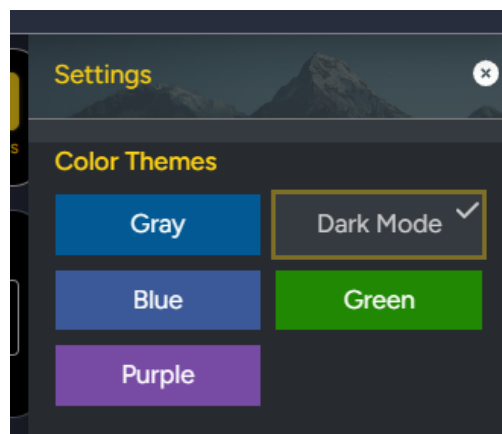 Settings
Color Themes
Gray
Dark Mode
Blue
Green
Purple